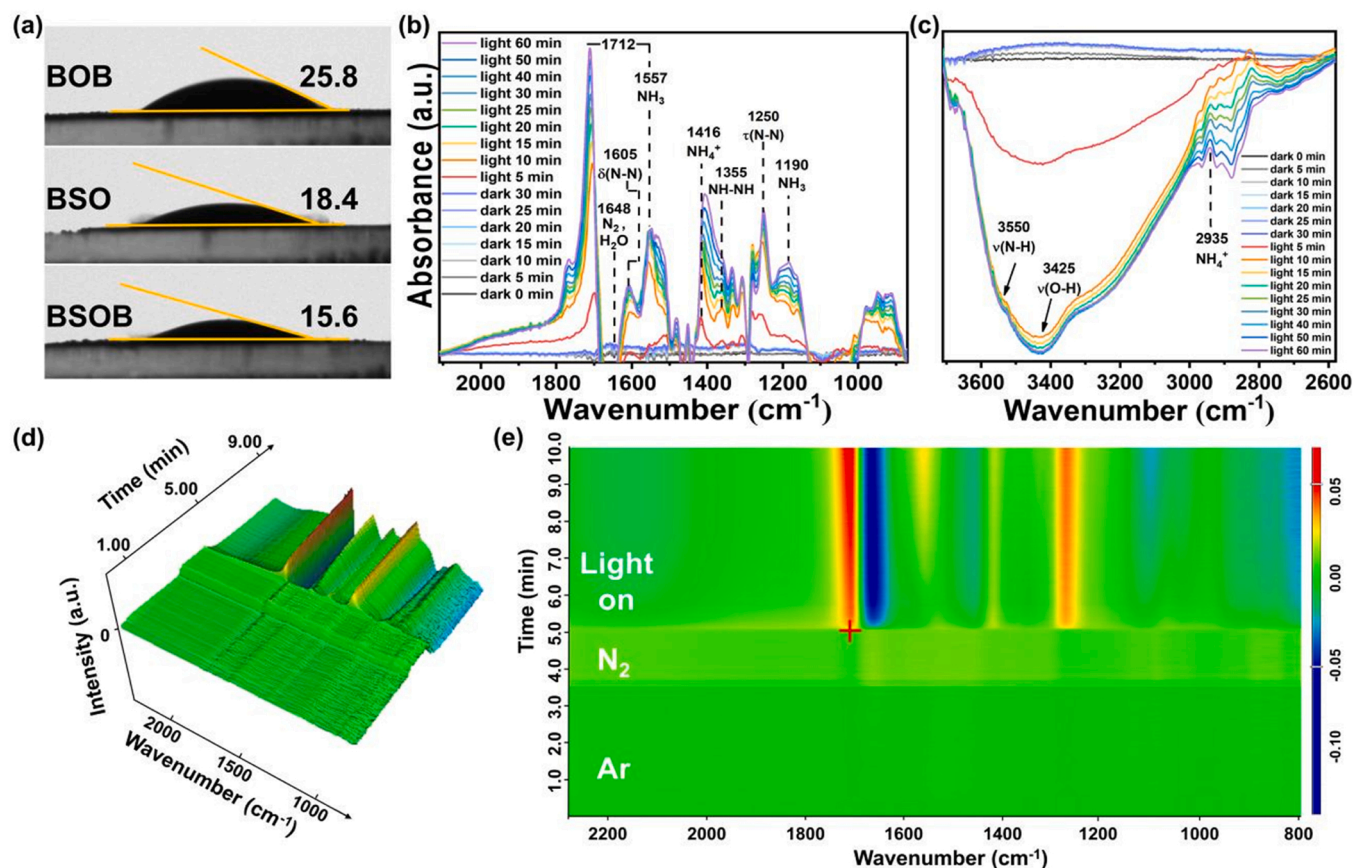 (a)
BOB
25.8
BSO
18.4
BSOB
15.6
(b)
Absorbance (a.u.)
light 60 min
light 50 min
light 40 min
light 30 min
light 25 min
light 20 min
light 15 min
light 10 min
light 5 min
dark 30 min
dark 25 min
dark 20 min
dark 15 min
dark 10 min
dark 5 min
dark 0 min
1712
1557
NH₃
1605
δ(N-N)
1648
N₂ ,
H₂O
1416
NH₄⁺
1355
NH-NH
1250
τ(N-N)
1190
NH₃
2000 1800 1600 1400 1200 1000
Wavenumber (cm⁻¹)
(c)
dark 0 min
dark 5 min
dark 10 min
dark 15 min
dark 20 min
dark 25 min
dark 30 min
light 5 min
light 10 min
light 15 min
light 20 min
light 25 min
light 30 min
light 40 min
light 50 min
light 60 min
3550
ν(N-H)
3425
ν(O-H)
2935
NH₄⁺
3600 3400 3200 3000 2800 2600
Wavenumber (cm⁻¹)
(d)
Time (min)
1.00
5.00
9.00
Intensity (a.u.)
0
2000
1500
1000
Wavenumber (cm⁻¹)
(e)
Time (min)
10.0
9.0
8.0
7.0
6.0
5.0
4.0
3.0
2.0
1.0
Light
on
N₂
Ar
0.05
0.00
-0.05
-0.10
2200 2000 1800 1600 1400 1200 1000 800
Wavenumber (cm⁻¹)